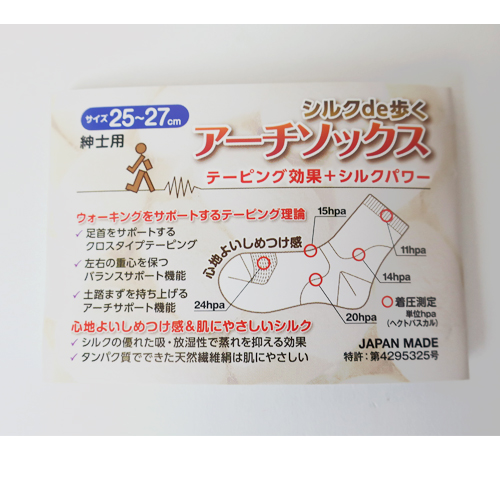 サイズ25~27cm
紳士用
シルクde歩く
アーチソックス
テーピング効果+シルクパワー
ウォーキングをサポートするテーピング理論
✓足首をサポートする
クロスタイプテーピング
✓左右の重心を保つ
バランスサポート機能
✓土踏まずを持ち上げる
アーチサポート機能
心地よいしめつけ感
15hpa
11hpa
14hpa
24hpa
20hpa
着圧測定
単位hpa
(ヘクトパスカル)
心地よいしめつけ感&肌にやさしいシルク
✓シルクの優れた吸・放湿性で蒸れを抑える効果
✓タンパク質でできた天然繊維絹は肌にやさしい
JAPAN MADE
特許:第4295325号